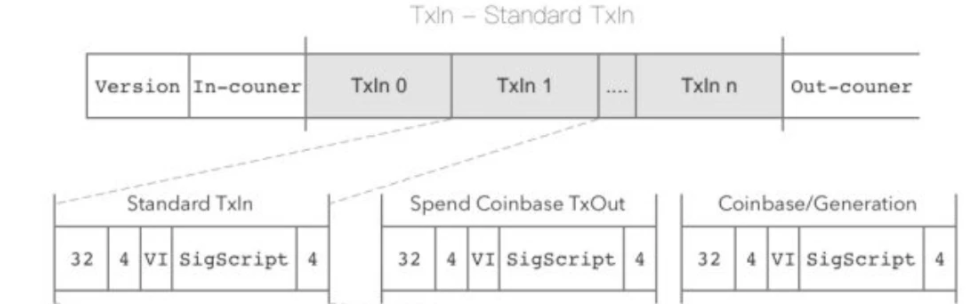 TxIn – Standard TxIn
Version In-couner TxIn 0 TxIn 1 .... TxIn n Out-couner
Standard TxIn Spend Coinbase TxOut Coinbase/Generation
32 4 VI SigScript 4 32 4 VI SigScript 4 32 4 VI SigScript 4